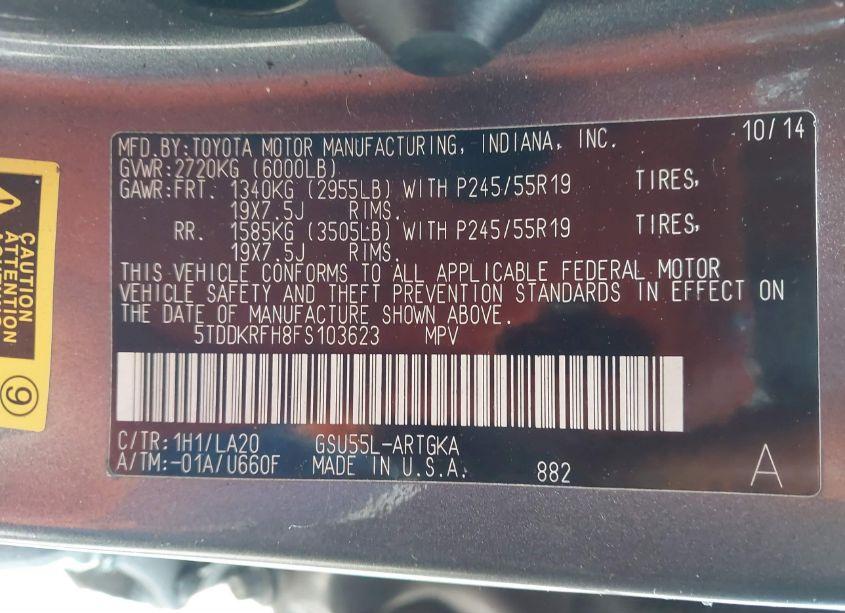 MFD.BY:TOYOTA MOTOR MANUFACTURING, INDIANA, INC. 10/14
GVWR:2720KG (6000LB)
GAWR:FRT. 1340KG (2955LB) WITH P245/55R19 TIRES,
19X7.5J RIMS.
RR. 1585KG (3505LB) WITH P245/55R19 TIRES,
19X7.5J RIMS.
THIS VEHICLE CONFORMS TO ALL APPLICABLE FEDERAL MOTOR
VEHICLE SAFETY AND THEFT PREVENTION STANDARDS IN EFFECT ON
THE DATE OF MANUFACTURE SHOWN ABOVE.
5TDDKRFH8FS103623 MPV
C/TR:1H1/LA20 GSU55L-ARTGKA
A/TM:-01A/U660F MADE IN U.S.A. 882 A
CAUTION
ATTENTION
9